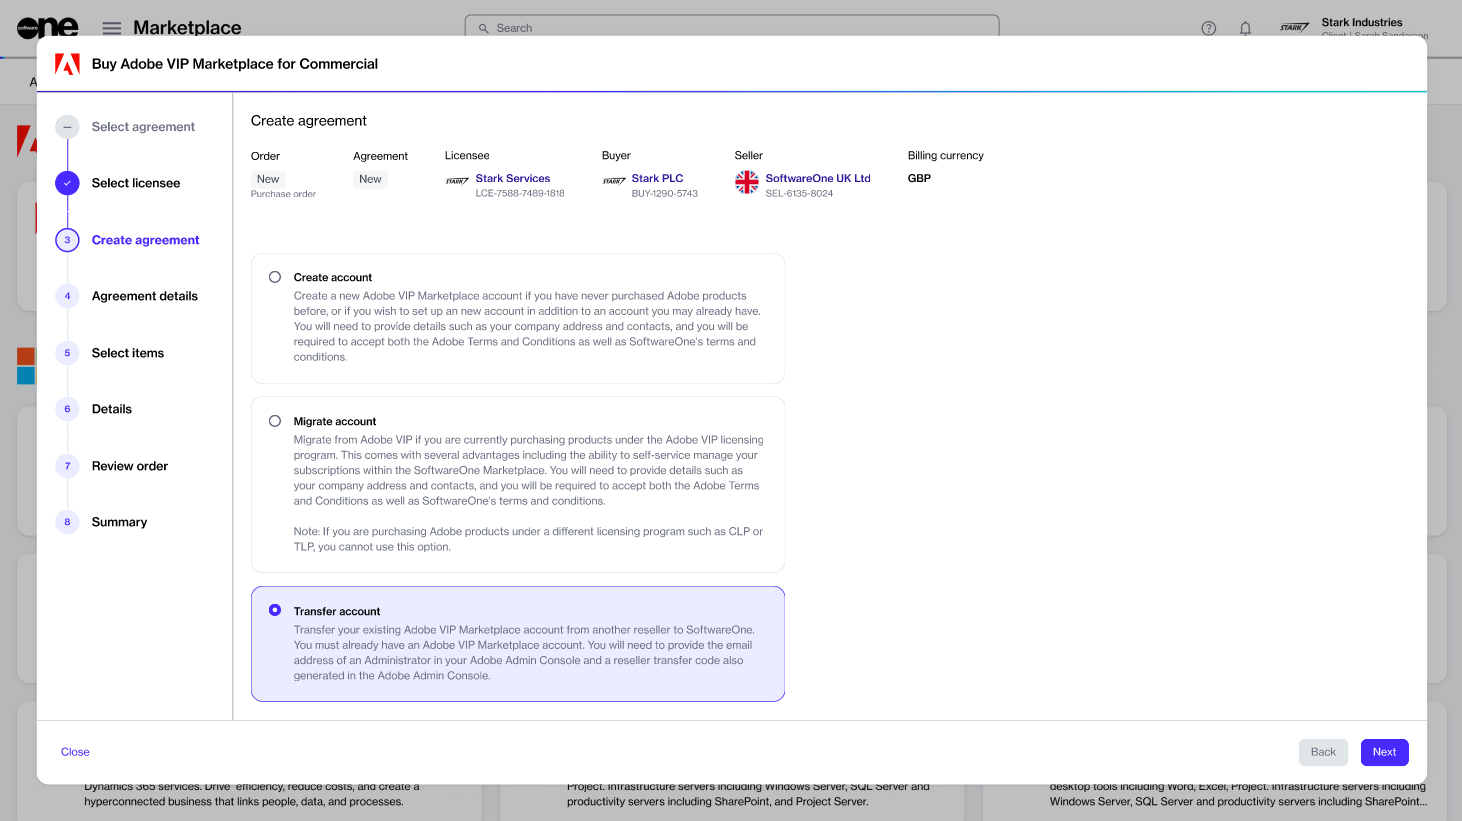 software one
Marketplace
Search
STARK
Stark Industries
Buy Adobe VIP Marketplace for Commercial
Select agreement
Select licensee
3 Create agreement
4 Agreement details
5 Select items
6 Details
7 Review order
8 Summary
Create agreement
Order
New
Purchase order
Agreement
New
Licensee
STARK Stark Services
LCE-7588-7489-1818
Buyer
STARK Stark PLC
BUY-1290-5743
Seller
SoftwareOne UK Ltd
SEL-6135-8024
Billing currency
GBP
Create account
Create a new Adobe VIP Marketplace account if you have never purchased Adobe products
before, or if you wish to set up an new account in addition to an account you may already have.
You will need to provide details such as your company address and contacts, and you will be
required to accept both the Adobe Terms and Conditions as well as SoftwareOne's terms and
conditions.
Migrate account
Migrate from Adobe VIP if you are currently purchasing products under the Adobe VIP licensing
program. This comes with several advantages including the ability to self-service manage your
subscriptions within the SoftwareOne Marketplace. You will need to provide details such as
your company address and contacts, and you will be required to accept both the Adobe Terms
and Conditions as well as SoftwareOne's terms and conditions.
Note: If you are purchasing Adobe products under a different licensing program such as CLP or
TLP, you cannot use this option.
Transfer account
Transfer your existing Adobe VIP Marketplace account from another reseller to SoftwareOne.
You must already have an Adobe VIP Marketplace account. You will need to provide the email
address of an Administrator in your Adobe Admin Console and a reseller transfer code also
generated in the Adobe Admin Console.
Close
Back
Next
Dynamics 365 services. Drive efficiency, reduce costs, and create a
hyperconnected business that links people, data, and processes.
Project. Infrastructure servers including Windows Server, SQL Server and
productivity servers including SharePoint, and Project Server.
desktop tools including Word, Excel, Project. Infrastructure servers including
Windows Server, SQL Server and productivity servers including SharePoint...